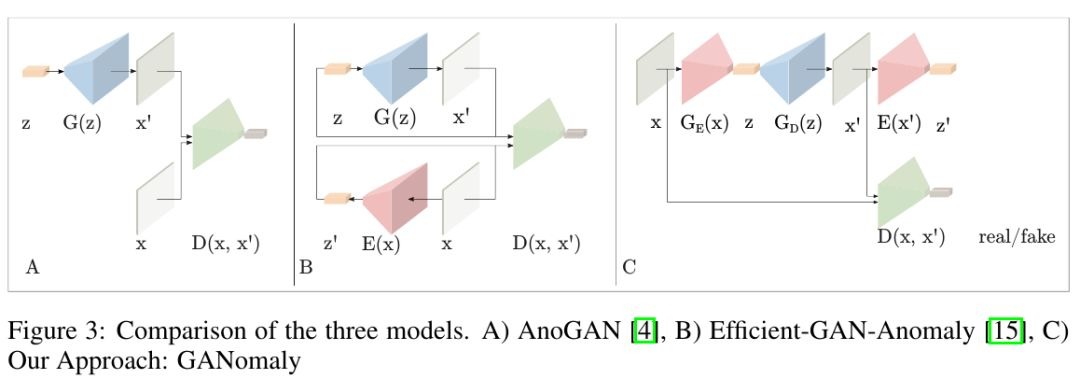 z G(z) x'
x D(x, x')
A
z G(z) x'
z' E(x) x D(x, x')
B
x G_E(x) z G_D(z) x' E(x') z'
D(x, x') real/fake
C
Figure 3: Comparison of the three models. A) AnoGAN [4], B) Efficient-GAN-Anomaly [15], C)
Our Approach: GANomaly